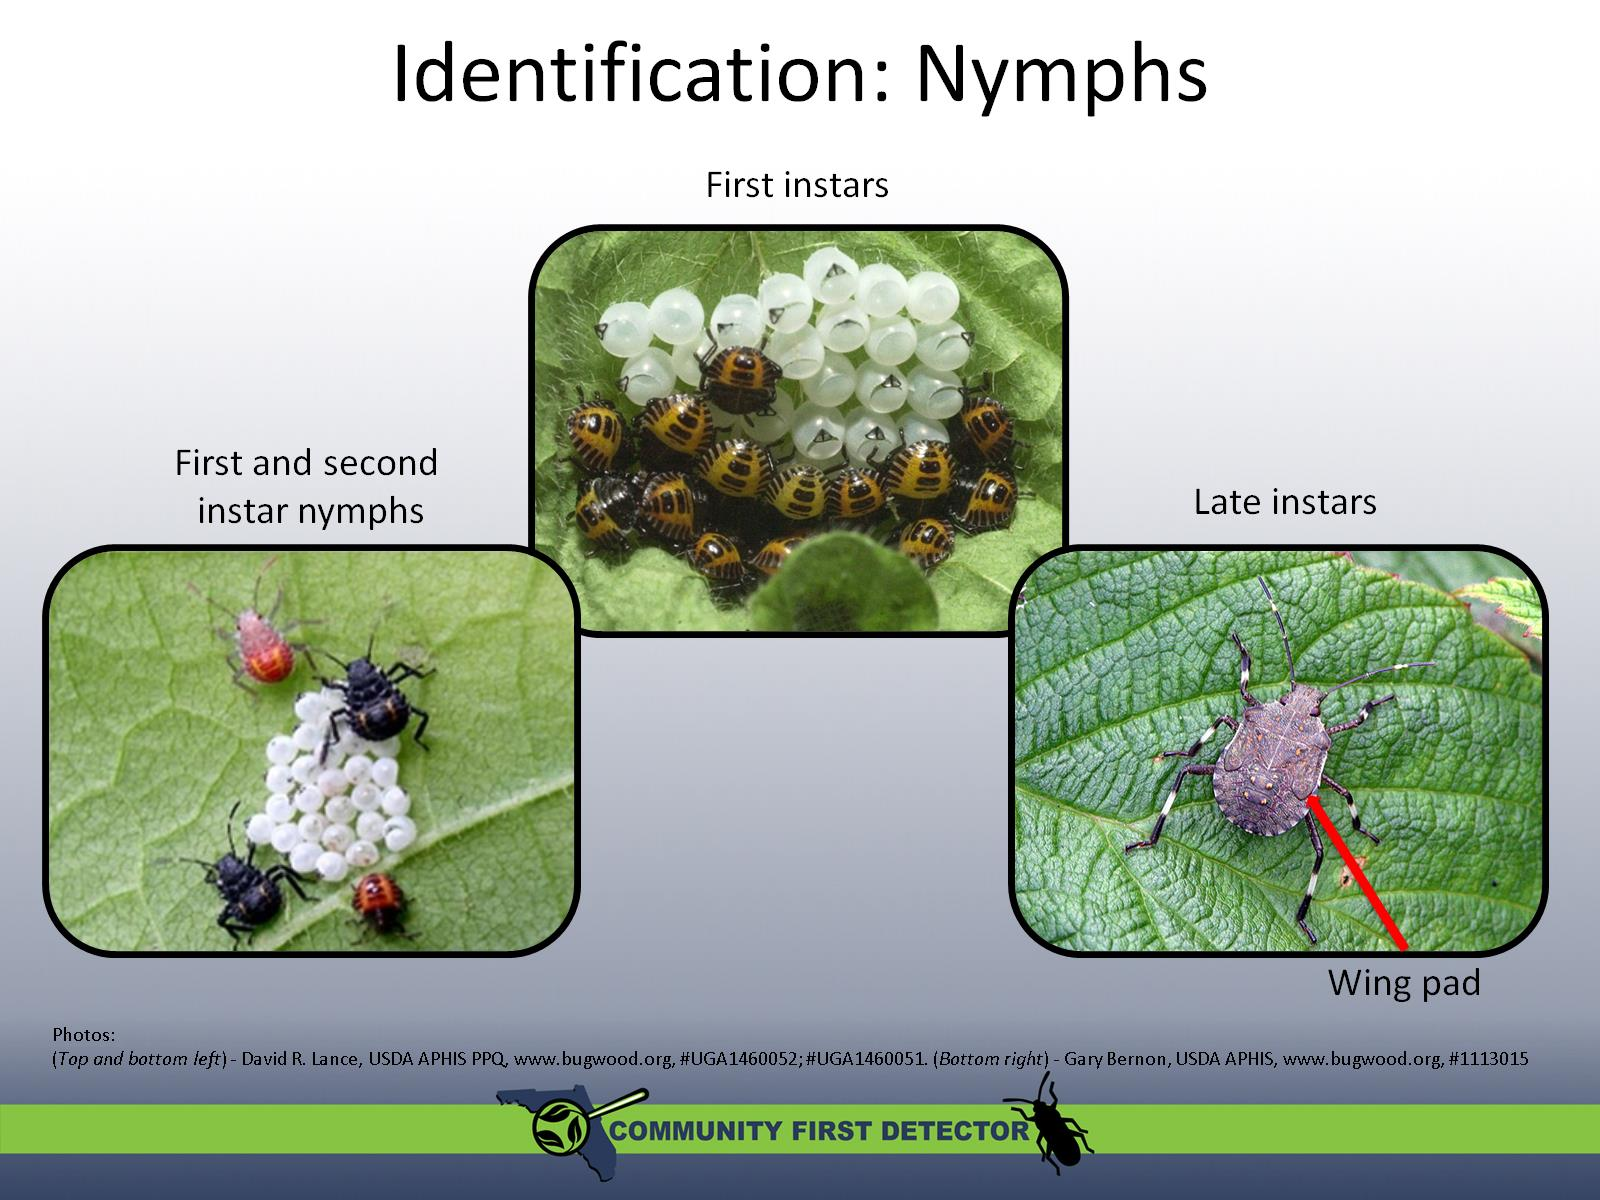 Identification: Nymphs
First instars
First and second
instar nymphs
Late instars
Wing pad
Photos:
(Top and bottom left) - David R. Lance, USDA APHIS PPQ, www.bugwood.org, #UGA1460052; #UGA1460051. (Bottom right) - Gary Bernon, USDA APHIS, www.bugwood.org, #1113015
COMMUNITY FIRST DETECTOR